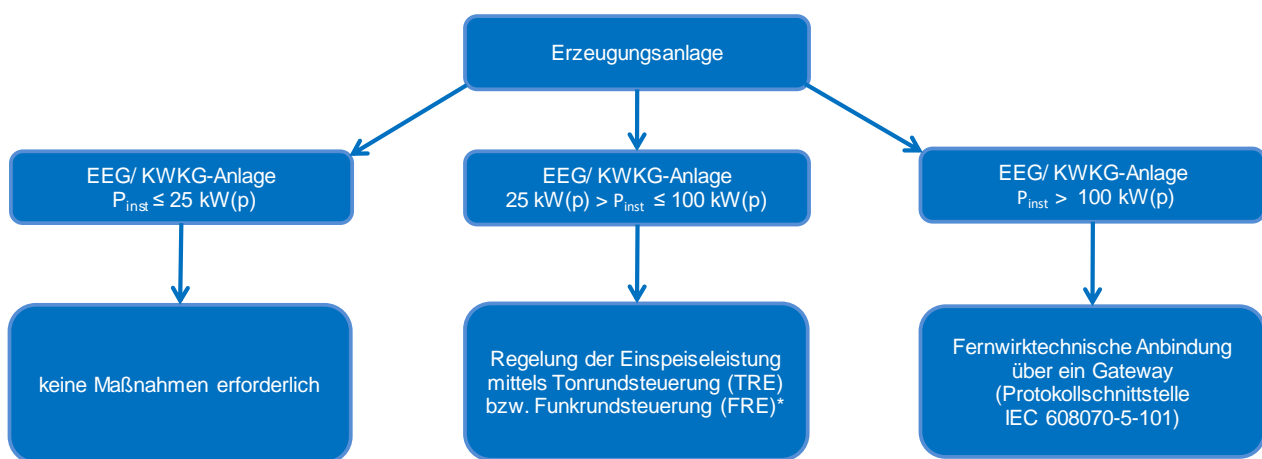 Erzeugungsanlage
EEG/ KWKG-Anlage
Pinst ≤ 25 kW(p)
EEG/ KWKG-Anlage
25 kW(p) > Pinst ≤ 100 kW(p)
EEG/ KWKG-Anlage
Pinst > 100 kW(p)
keine Maßnahmen erforderlich
Regelung der Einspeiseleistung
mittels Tonrundsteuerung (TRE)
bzw. Funkrundsteuerung (FRE)*
Fernwirktechnische Anbindung
über ein Gateway
(Protokollschnittstelle
IEC 608070-5-101)